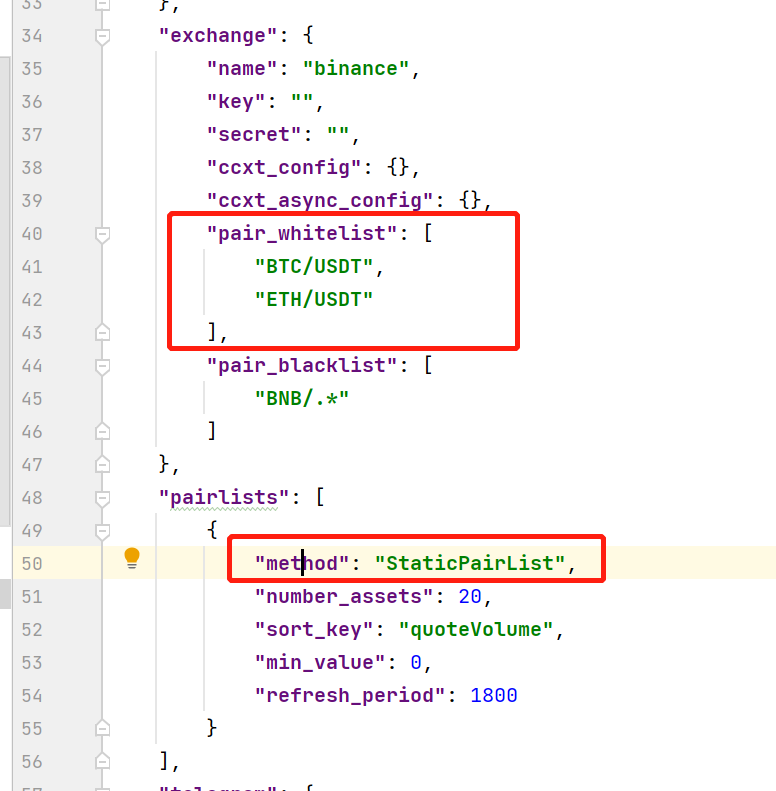 33 },
34 "exchange": {
35 "name": "binance",
36 "key": "",
37 "secret": "",
38 "ccxt_config": {},
39 "ccxt_async_config": {},
40 "pair_whitelist": [
41 "BTC/USDT",
42 "ETH/USDT"
43 ],
44 "pair_blacklist": [
45 "BNB/.*"
46 ]
47 },
48 "pairlists": [
49 {
50 "method": "StaticPairList",
51 "number_assets": 20,
52 "sort_key": "quoteVolume",
53 "min_value": 0,
54 "refresh_period": 1800
55 }
56 ],
57 "telegram": {